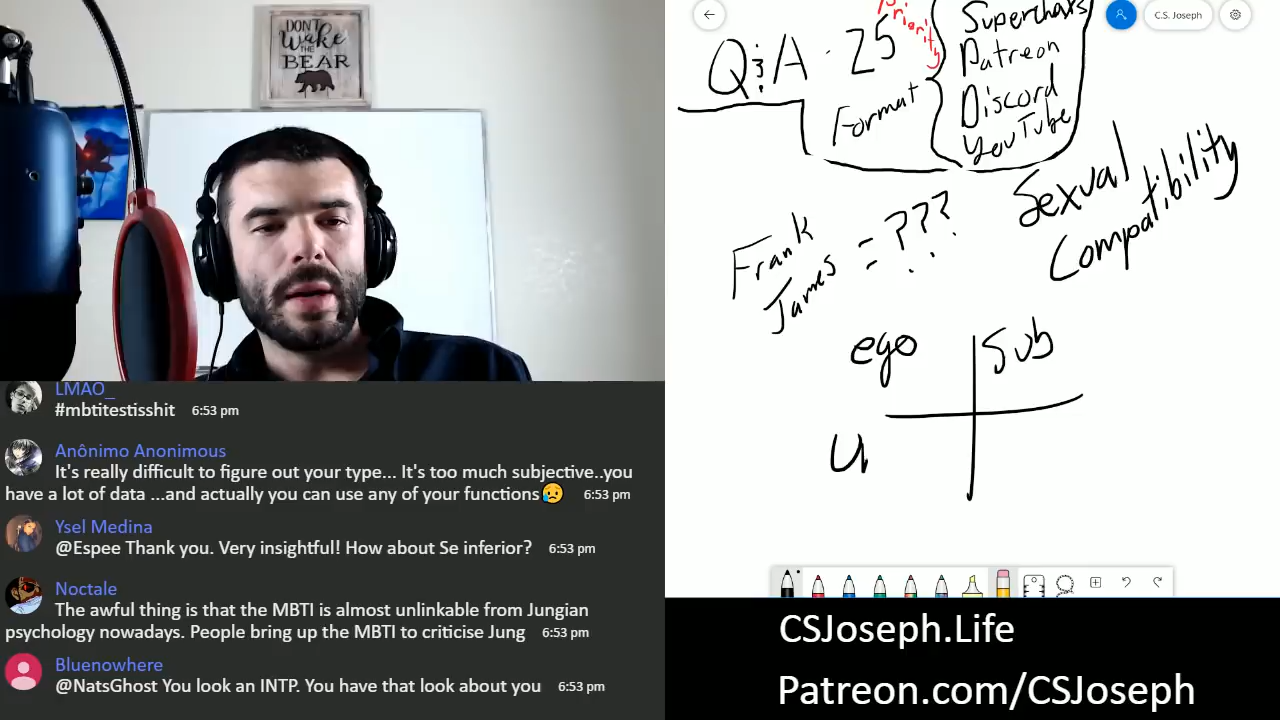 DON'T
Wake
THE
BEAR
LMAO_
#mbtitestisshit 6:53 pm
Anônimo Anonimous
It's really difficult to figure out your type... It's too much subjective..you
have a lot of data ...and actually you can use any of your functions😥 6:53 pm
Ysel Medina
@Espee Thank you. Very insightful! How about Se inferior? 6:53 pm
Noctale
The awful thing is that the MBTI is almost unlinkable from Jungian
psychology nowadays. People bring up the MBTI to criticise Jung 6:53 pm
Bluenowhere
@NatsGhost You look an INTP. You have that look about you 6:53 pm
C.S. Joseph
Q&A · 25
Format
Priority
Superchats
Patreon
Discord
YouTube
Sexual
Compatibility
Frank
James = ???
ego sub
u
CSJoseph.Life
Patreon.com/CSJoseph